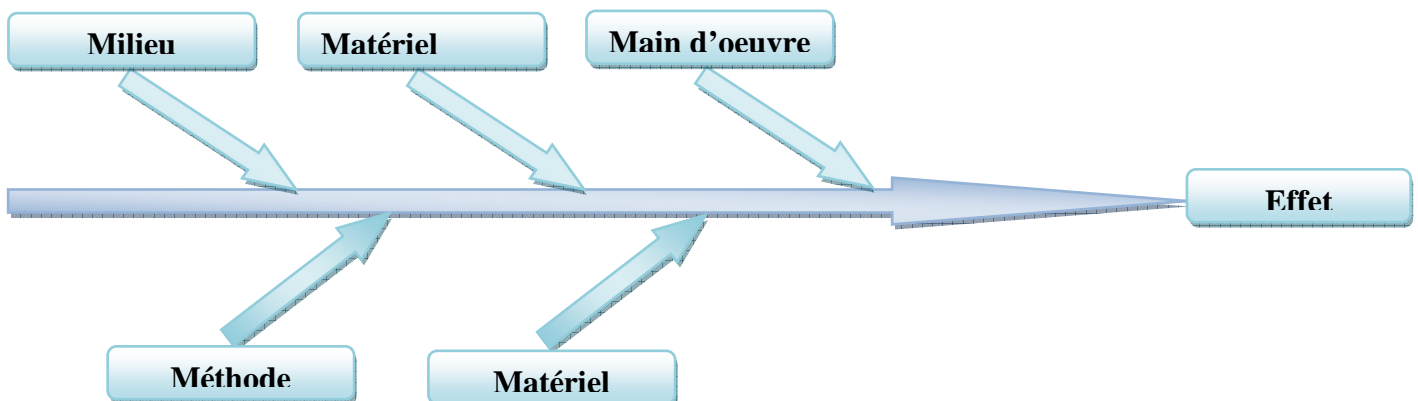 Milieu
Matériel
Main d’oeuvre
Effet
Méthode
Matériel